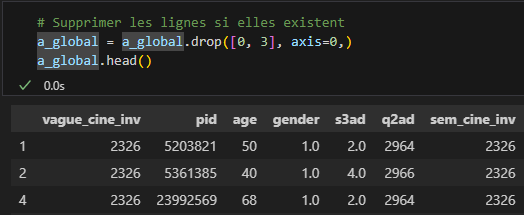 # Supprimer les lignes si elles existent
a_global = a_global.drop([0, 3], axis=0,)
a_global.head()
0.0s
vague_cine_inv pid age gender s3ad q2ad sem_cine_inv
1 2326 5203821 50 1.0 2.0 2964 2326
2 2326 5361385 40 1.0 4.0 2966 2326
4 2326 23992569 68 1.0 2.0 2964 2326